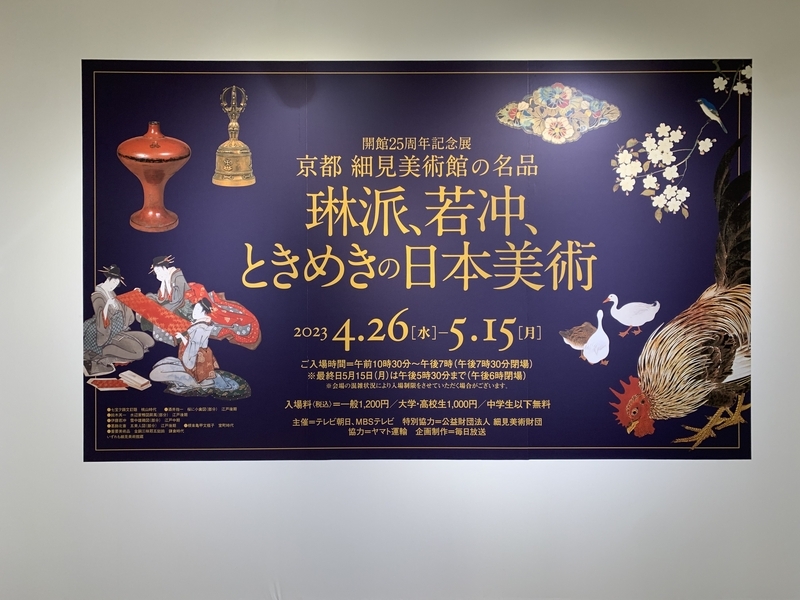 開館25周年記念展
京都 細見美術館の名品
琳派、若冲、
ときめきの日本美術
2023 4.26[水]–5.15[月]
ご入場時間=午前10時30分〜午後7時(午後7時30分閉場)
※最終日5月15日(月)は午後5時30分まで(午後6時閉場)
※会場の混雑状況により入場制限をさせていただく場合がございます。
入場料〈税込〉=一般1,200円/大学・高校生1,000円/中学生以下無料
主催=テレビ朝日、MBSテレビ 特別協力=公益財団法人 細見美術財団
協力=ヤマト運輸 企画制作=毎日放送
いずれも細見美術館蔵